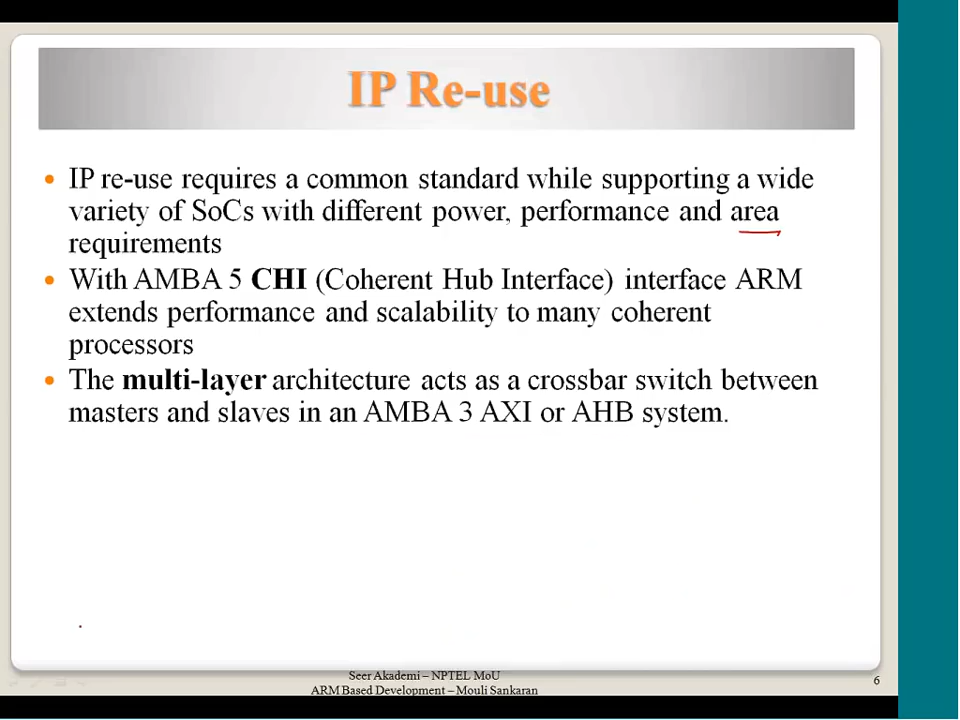 IP Re-use
• IP re-use requires a common standard while supporting a wide
variety of SoCs with different power, performance and area
requirements
• With AMBA 5 CHI (Coherent Hub Interface) interface ARM
extends performance and scalability to many coherent
processors
• The multi-layer architecture acts as a crossbar switch between
masters and slaves in an AMBA 3 AXI or AHB system.
.
Seer Akademi – NPTEL MoU
ARM Based Development – Mouli Sankaran
6